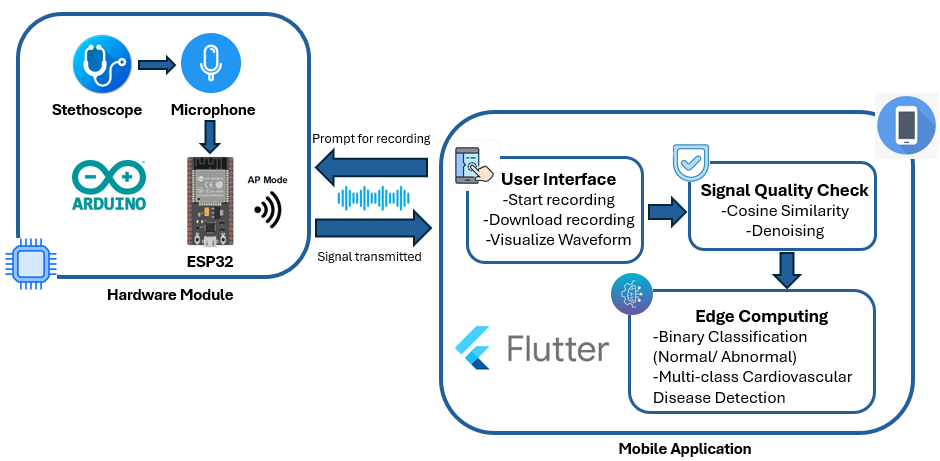 Stethoscope
Microphone
ARDUINO
AP Mode
ESP32
Hardware Module
Prompt for recording
Signal transmitted
User Interface
-Start recording
-Download recording
-Visualize Waveform
Signal Quality Check
-Cosine Similarity
-Denoising
Edge Computing
-Binary Classification
(Normal/ Abnormal)
-Multi-class Cardiovascular
Disease Detection
Flutter
Mobile Application